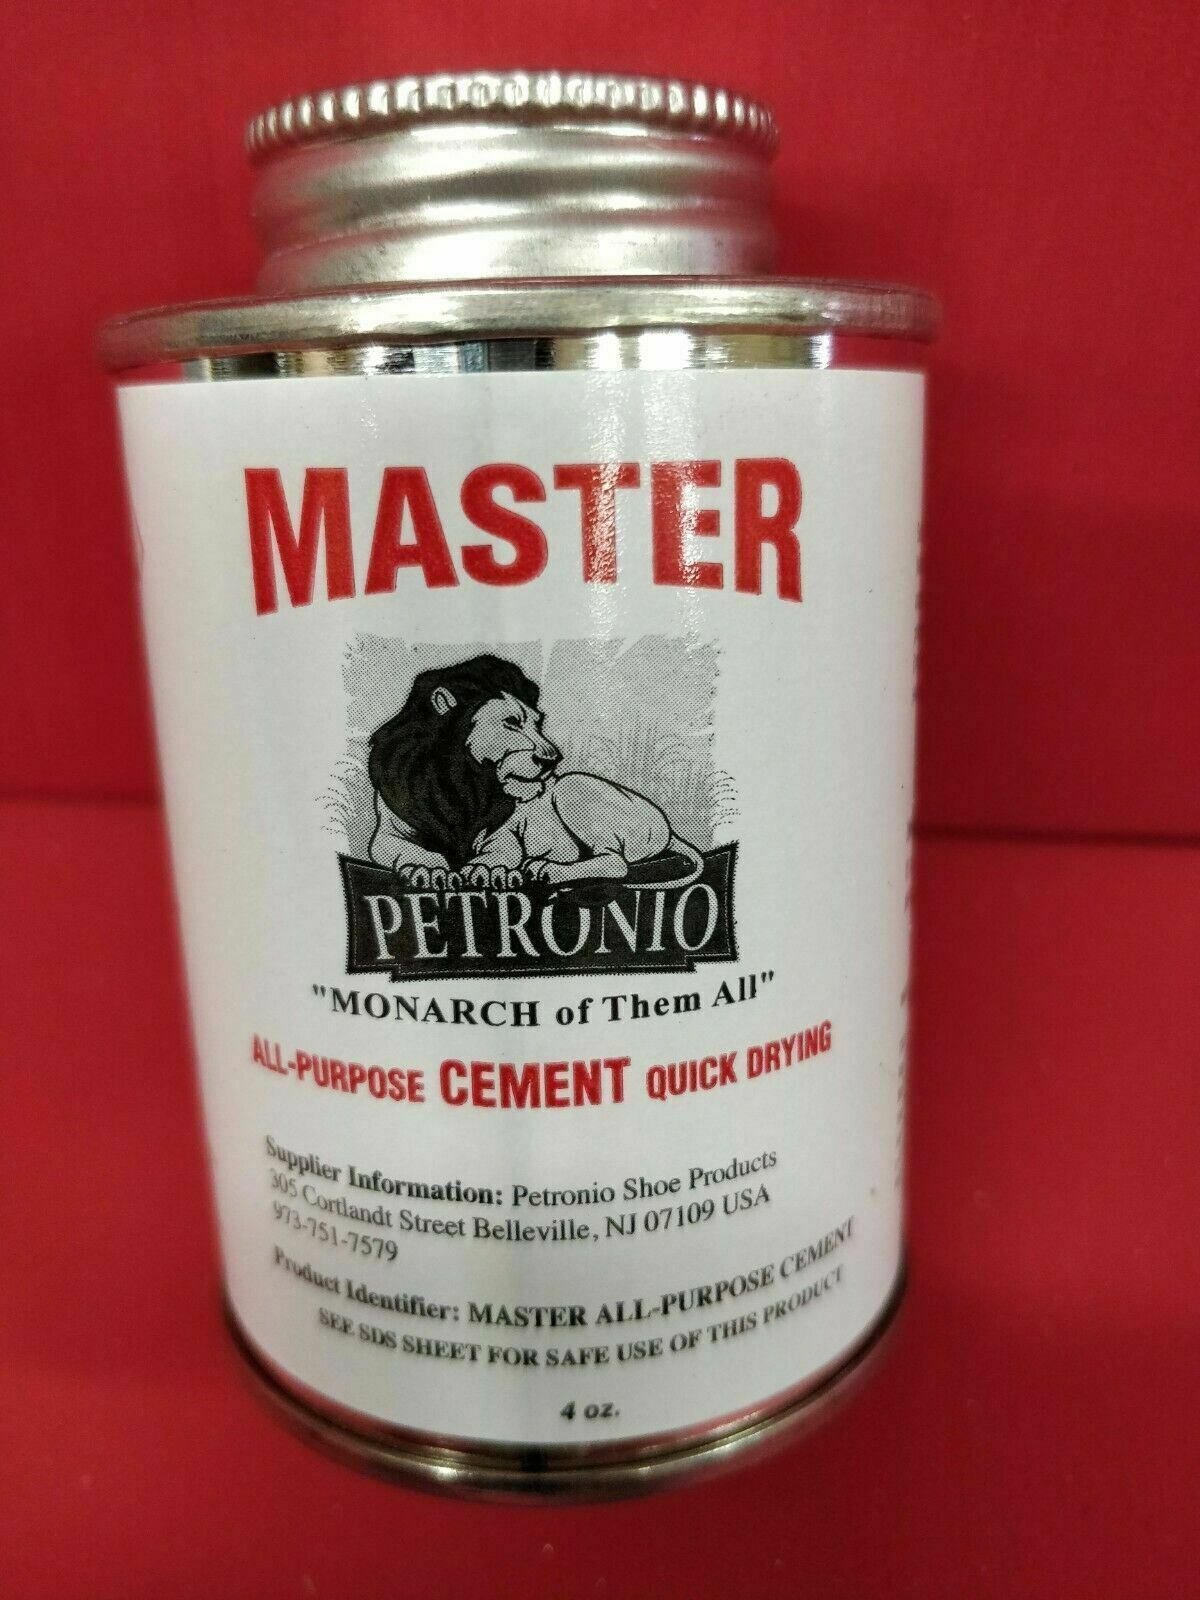 MASTER
PETRONIO
"MONARCH of Them All"
ALL-PURPOSE CEMENT QUICK DRYING
Supplier Information: Petronio Shoe Products
305 Cortlandt Street Belleville, NJ 07109 USA
973-751-7579
Product Identifier: MASTER ALL-PURPOSE CEMENT
SEE SDS SHEET FOR SAFE USE OF THIS PRODUCT
4 oz.